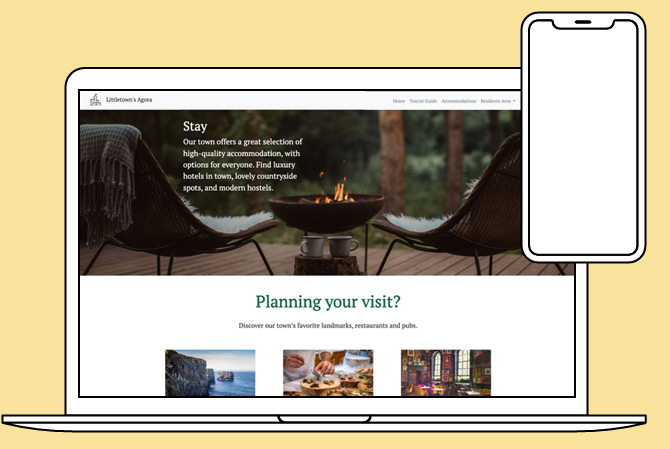 Littletown's Agora
Home Tourist Guide Accommodations Residents Area
Stay
Our town offers a great selection of
high-quality accommodation, with
options for everyone. Find luxury
hotels in town, lovely countryside
spots, and modern hostels.
Planning your visit?
Discover our town's favorite landmarks, restaurants and pubs.